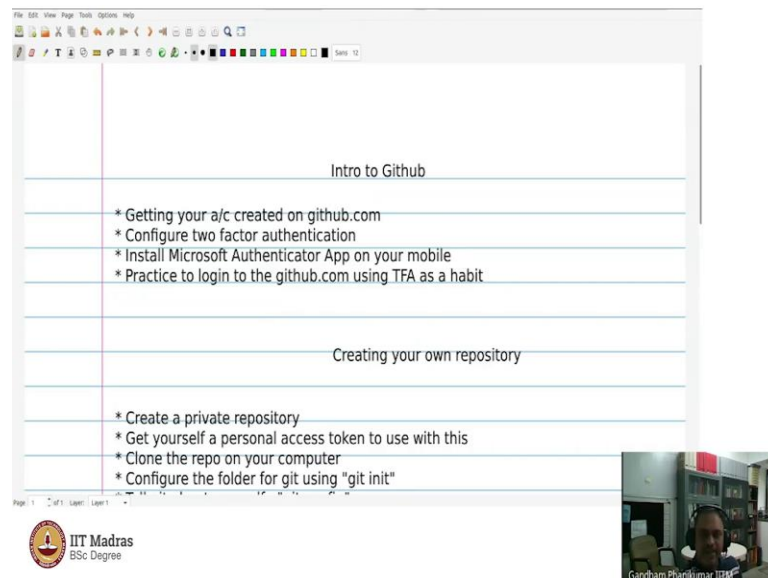 File Edit View Page Tools Options Help
Sans 12
Intro to Github
* Getting your a/c created on github.com
* Configure two factor authentication
* Install Microsoft Authenticator App on your mobile
* Practice to login to the github.com using TFA as a habit
Creating your own repository
* Create a private repository
* Get yourself a personal access token to use with this
* Clone the repo on your computer
* Configure the folder for git using "git init"
Page 1 of 1 Layer: Layer 1
IIT Madras
BSc Degree
Gandham Phanikumar IITM